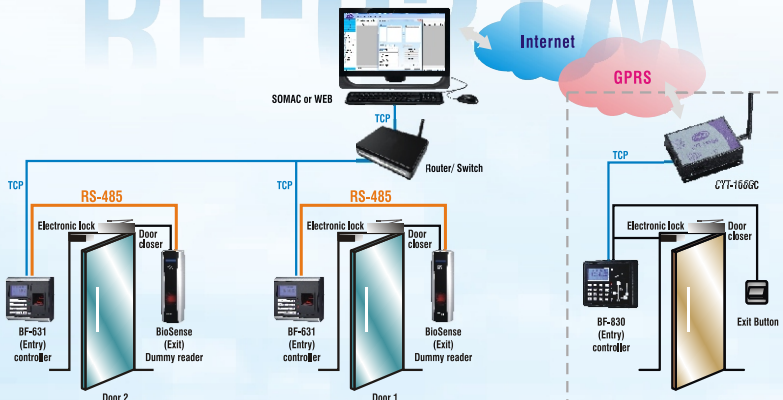 Internet
GPRS
SOMAC or WEB
TCP
Router/ Switch
TCP
CYT-166GC
TCP
RS-485
TCP
RS-485
Electronic lock
Door
closer
Electronic lock
Door
closer
Electronic lock
Door
closer
BF-631
(Entry)
controller
BioSense
(Exit)
Dummy reader
BF-631
(Entry)
controller
BioSense
(Exit)
Dummy reader
BF-830
(Entry)
controller
Exit Button
Door 2
Door 1